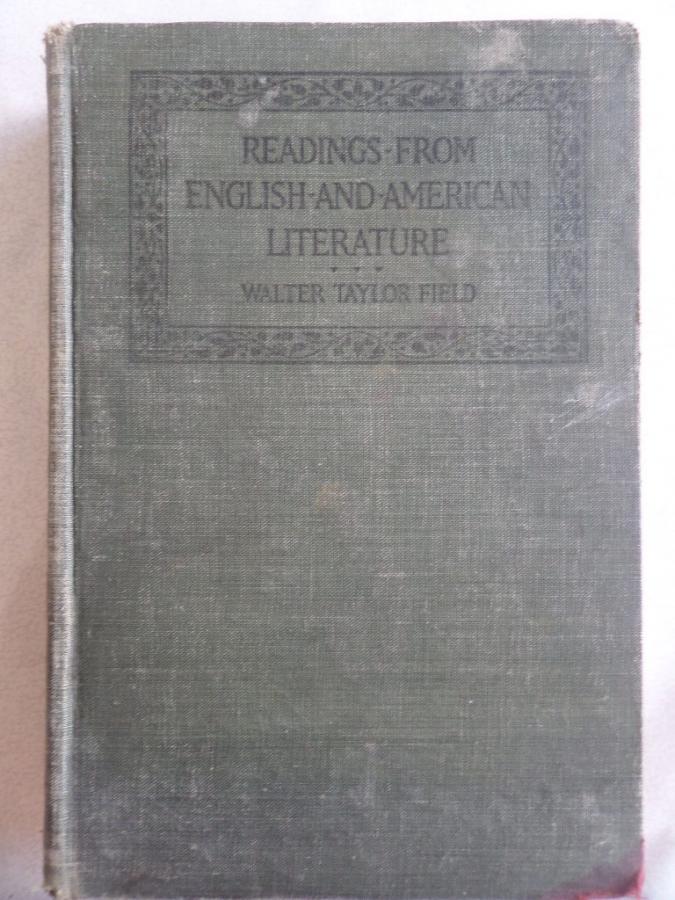 READINGS·FROM
ENGLISH·AND·AMERICAN
LITERATURE
WALTER TAYLOR FIELD